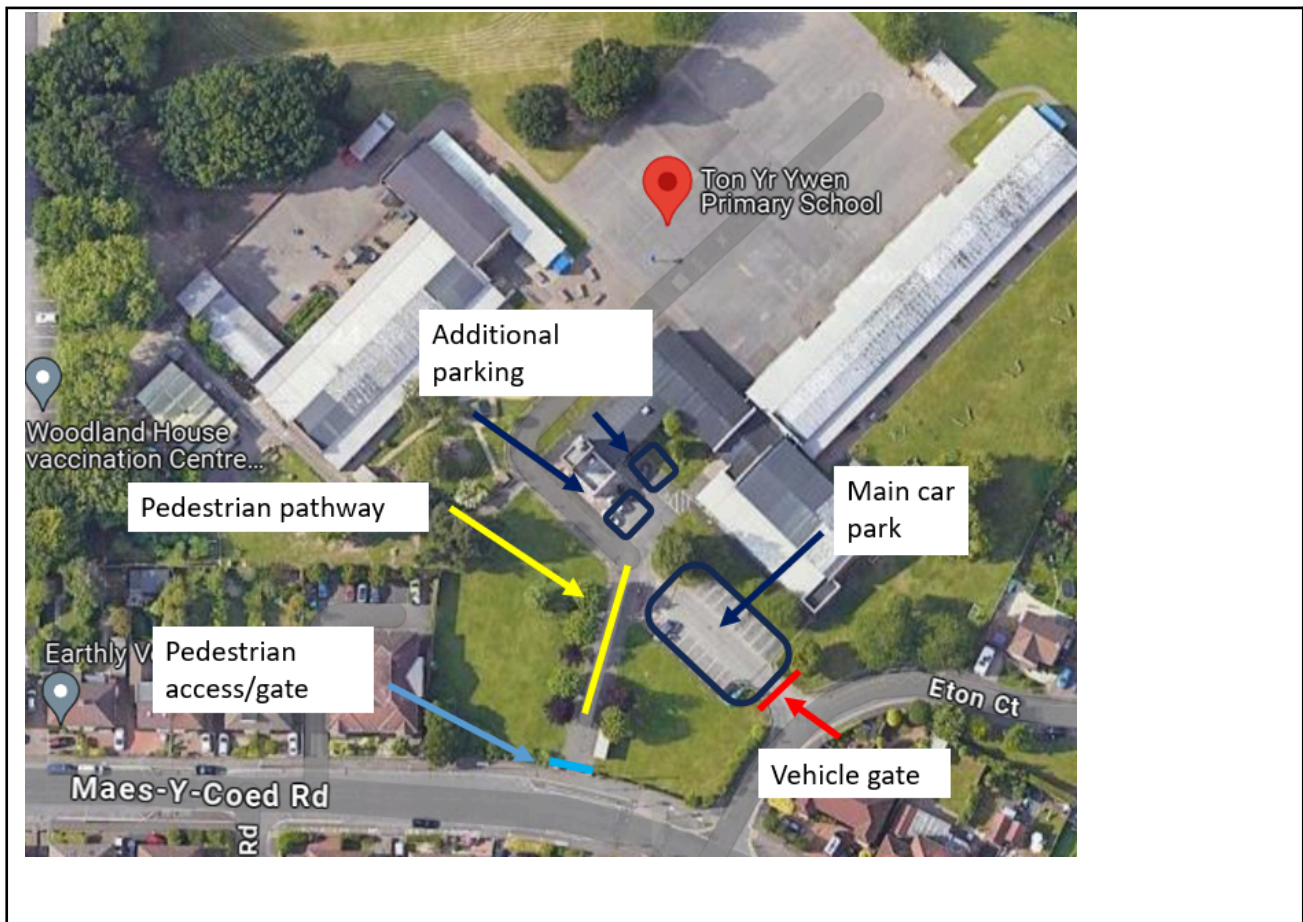 Ton Yr Ywen
Primary School
Additional
parking
Woodland House
vaccination Centre...
Pedestrian pathway
Main car
park
Earthly V
Pedestrian
access/gate
Eton Ct
Vehicle gate
Maes-Y-Coed Rd
Rd